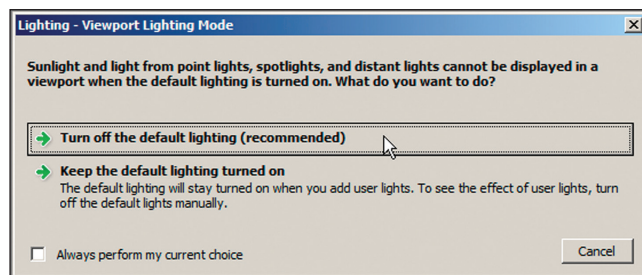 Lighting - Viewport Lighting Mode
Sunlight and light from point lights, spotlights, and distant lights cannot be displayed in a
viewport when the default lighting is turned on. What do you want to do?
Turn off the default lighting (recommended)
Keep the default lighting turned on
The default lighting will stay turned on when you add user lights. To see the effect of user lights, turn
off the default lights manually.
Always perform my current choice
Cancel